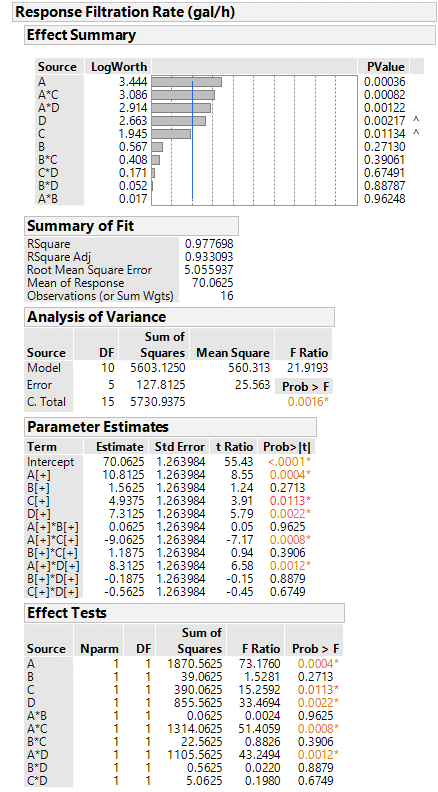 Response Filtration Rate (gal/h)
Effect Summary
Source LogWorth PValue
A 3.444 0.00036
A*C 3.086 0.00082
A*D 2.914 0.00122
D 2.663 0.00217 ^
C 1.945 0.01134 ^
B 0.567 0.27130
B*C 0.408 0.39061
C*D 0.171 0.67491
B*D 0.052 0.88787
A*B 0.017 0.96248
Summary of Fit
RSquare 0.977698
RSquare Adj 0.933093
Root Mean Square Error 5.055937
Mean of Response 70.0625
Observations (or Sum Wgts) 16
Analysis of Variance
Sum of
Source DF Squares Mean Square F Ratio
Model 10 5603.1250 560.313 21.9193
Error 5 127.8125 25.563 Prob > F
C. Total 15 5730.9375 0.0016*
Parameter Estimates
Term Estimate Std Error t Ratio Prob>|t|
Intercept 70.0625 1.263984 55.43 <.0001*
A[+] 10.8125 1.263984 8.55 0.0004*
B[+] 1.5625 1.263984 1.24 0.2713
C[+] 4.9375 1.263984 3.91 0.0113*
D[+] 7.3125 1.263984 5.79 0.0022*
A[+]*B[+] 0.0625 1.263984 0.05 0.9625
A[+]*C[+] -9.0625 1.263984 -7.17 0.0008*
B[+]*C[+] 1.1875 1.263984 0.94 0.3906
A[+]*D[+] 8.3125 1.263984 6.58 0.0012*
B[+]*D[+] -0.1875 1.263984 -0.15 0.8879
C[+]*D[+] -0.5625 1.263984 -0.45 0.6749
Effect Tests
Sum of
Source Nparm DF Squares F Ratio Prob > F
A 1 1 1870.5625 73.1760 0.0004*
B 1 1 39.0625 1.5281 0.2713
C 1 1 390.0625 15.2592 0.0113*
D 1 1 855.5625 33.4694 0.0022*
A*B 1 1 0.0625 0.0024 0.9625
A*C 1 1 1314.0625 51.4059 0.0008*
B*C 1 1 22.5625 0.8826 0.3906
A*D 1 1 1105.5625 43.2494 0.0012*
B*D 1 1 0.5625 0.0220 0.8879
C*D 1 1 5.0625 0.1980 0.6749